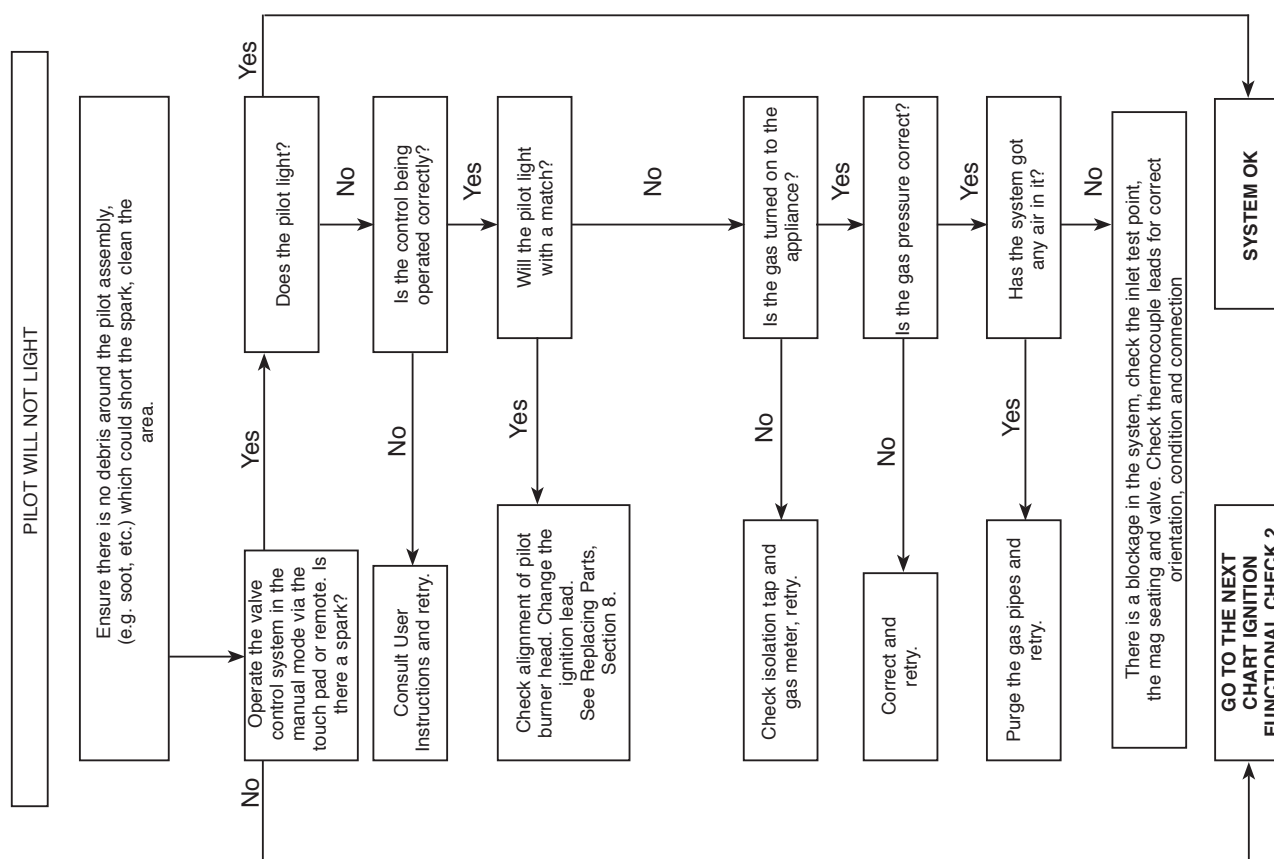 PILOT WILL NOT LIGHT
Ensure there is no debris around the pilot assembly,
(e.g. soot, etc.) which could short the spark, clean the
area.
Operate the valve
control system in the
manual mode via the
touch pad or remote. Is
there a spark?
No
Yes
Does the pilot light?
Yes
No
Is the control being
operated correctly?
No
Consult User
Instructions and retry.
Yes
Will the pilot light
with a match?
Yes
Check alignment of pilot
burner head. Change the
ignition lead.
See Replacing Parts,
Section 8.
No
Is the gas turned on to the
appliance?
No
Check isolation tap and
gas meter, retry.
Yes
Is the gas pressure correct?
No
Correct and
retry.
Yes
Has the system got
any air in it?
Yes
Purge the gas pipes and
retry.
No
There is a blockage in the system, check the inlet test point,
the mag seating and valve. Check thermocouple leads for correct
orientation, condition and connection
GO TO THE NEXT
CHART IGNITION
FUNCTIONAL CHECK 2
SYSTEM OK